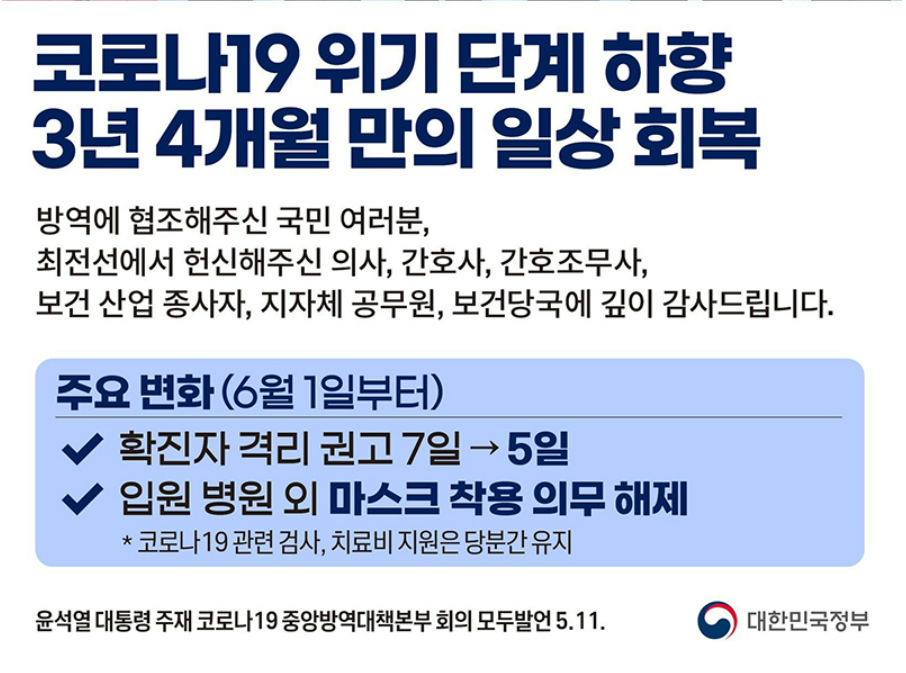 코로나19 위기 단계 하향
3년 4개월 만의 일상 회복
방역에 협조해주신 국민 여러분,
최전선에서 헌신해주신 의사, 간호사, 간호조무사,
보건 산업 종사자, 지자체 공무원, 보건당국에 깊이 감사드립니다.
주요 변화 (6월 1일부터)
✓ 확진자 격리 권고 7일 → 5일
✓ 입원 병원 외 마스크 착용 의무 해제
* 코로나19 관련 검사, 치료비 지원은 당분간 유지
윤석열 대통령 주재 코로나19 중앙방역대책본부 회의 모두발언 5.11.
대한민국정부